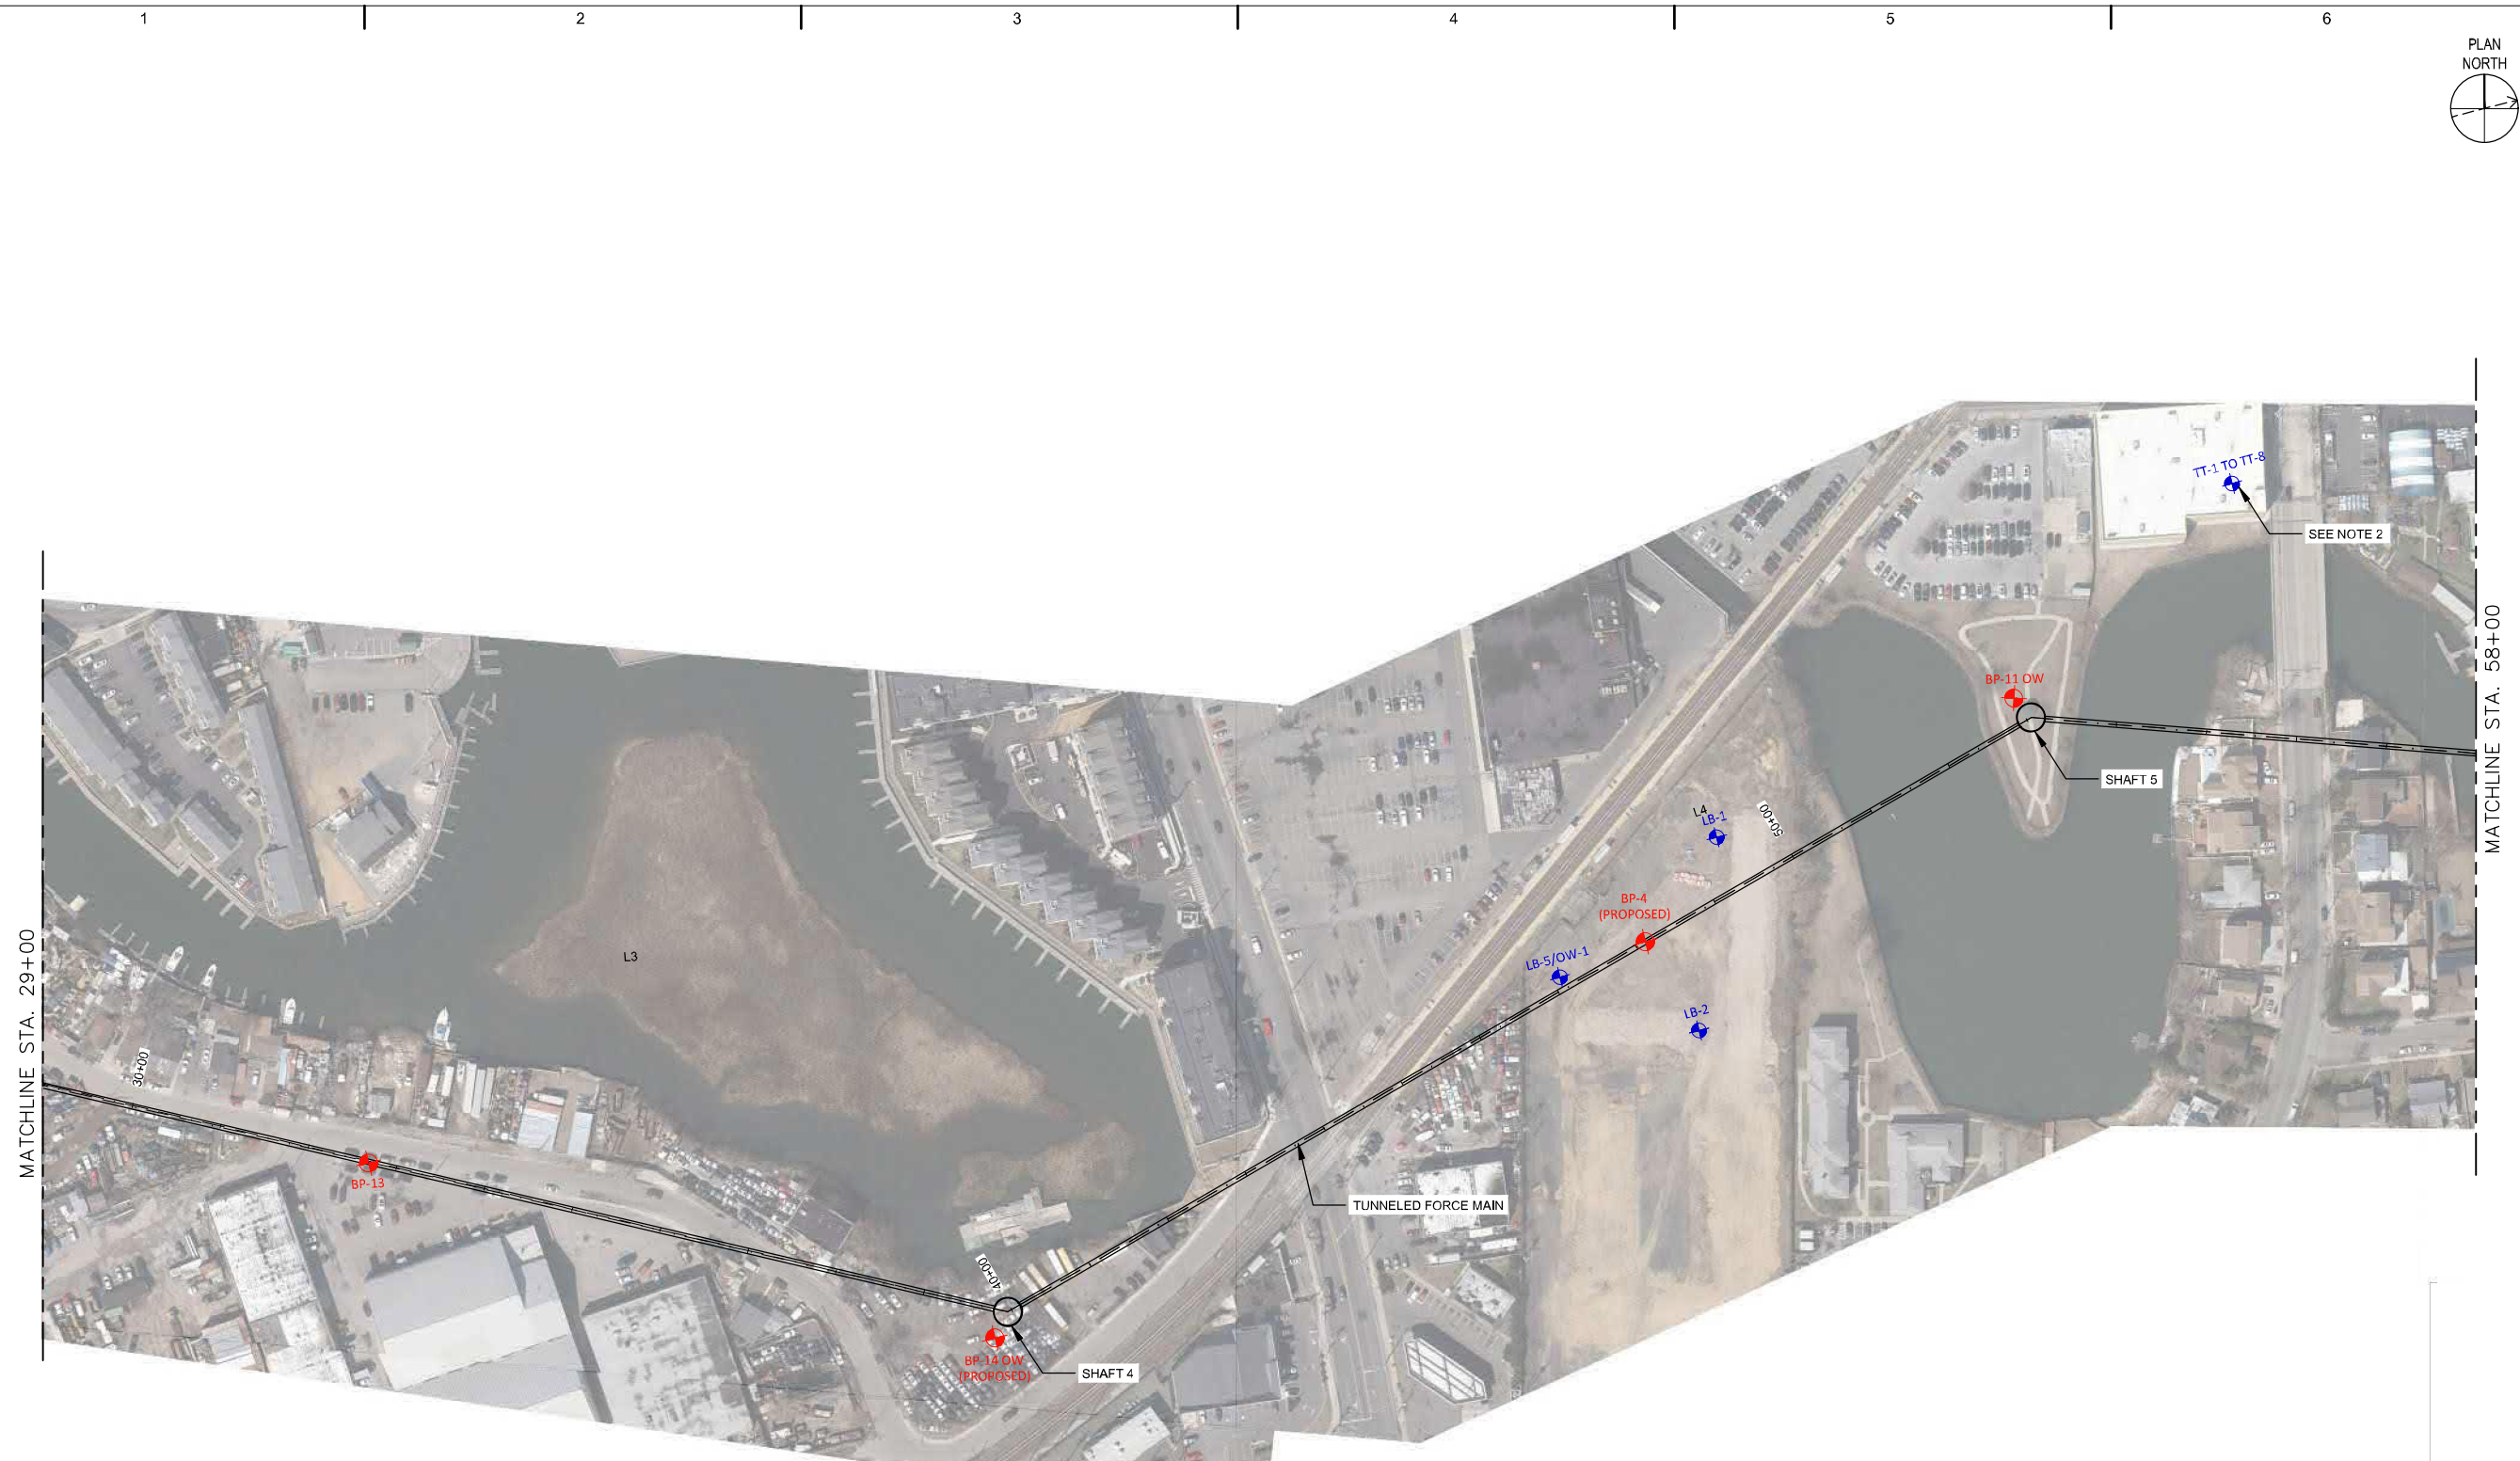 1
2
3
4
5
6
PLAN
NORTH
TT-1 TO TT-8
SEE NOTE 2
MATCHLINE STA. 58+00
BP-11 OW
SHAFT 5
L4
LB-1
50+00
BP-4
(PROPOSED)
LB-5/OW-1
LB-2
L3
MATCHLINE STA. 29+00
30+00
BP-13
TUNNELED FORCE MAIN
40+00
BP-14 OW
(PROPOSED)
SHAFT 4